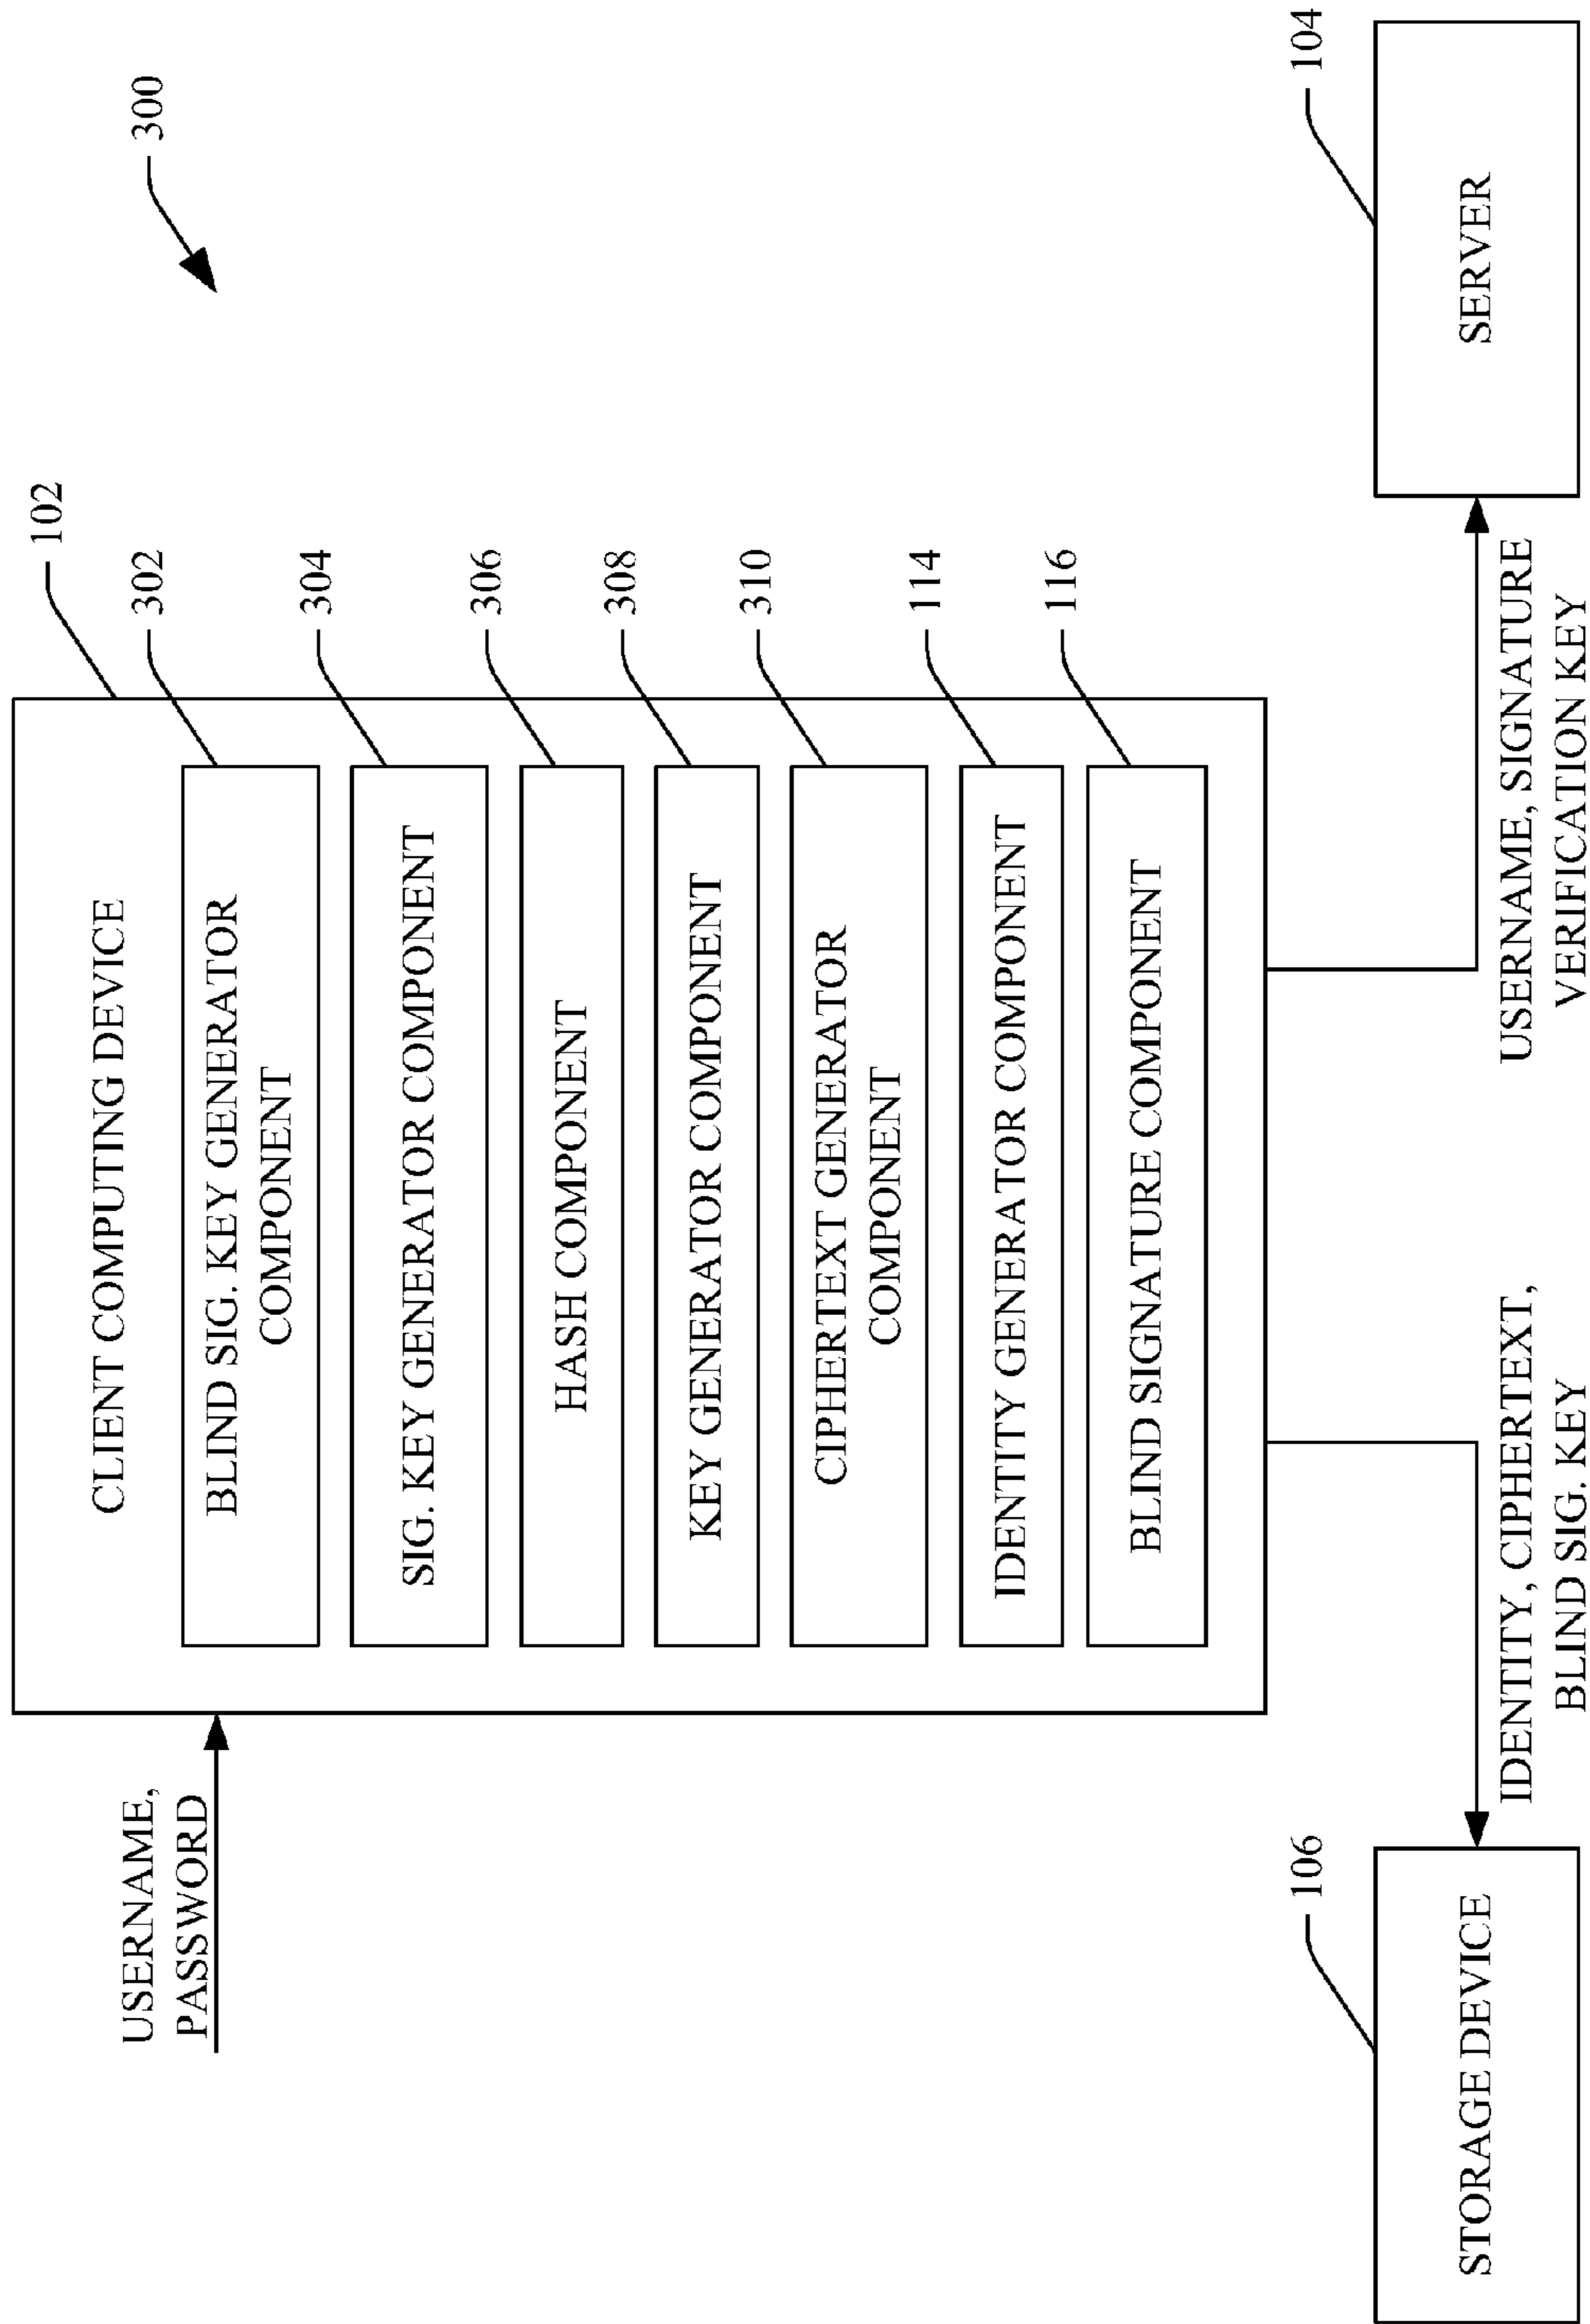 300
USERNAME,
PASSWORD
102
CLIENT COMPUTING DEVICE
302
BLIND SIG. KEY GENERATOR
COMPONENT
304
SIG. KEY GENERATOR COMPONENT
306
HASH COMPONENT
308
KEY GENERATOR COMPONENT
310
CIPHERTEXT GENERATOR
COMPONENT
114
IDENTITY GENERATOR COMPONENT
116
BLIND SIGNATURE COMPONENT
106
STORAGE DEVICE
IDENTITY, CIPHERTEXT,
BLIND SIG. KEY
USERNAME, SIGNATURE
VERIFICATION KEY
104
SERVER